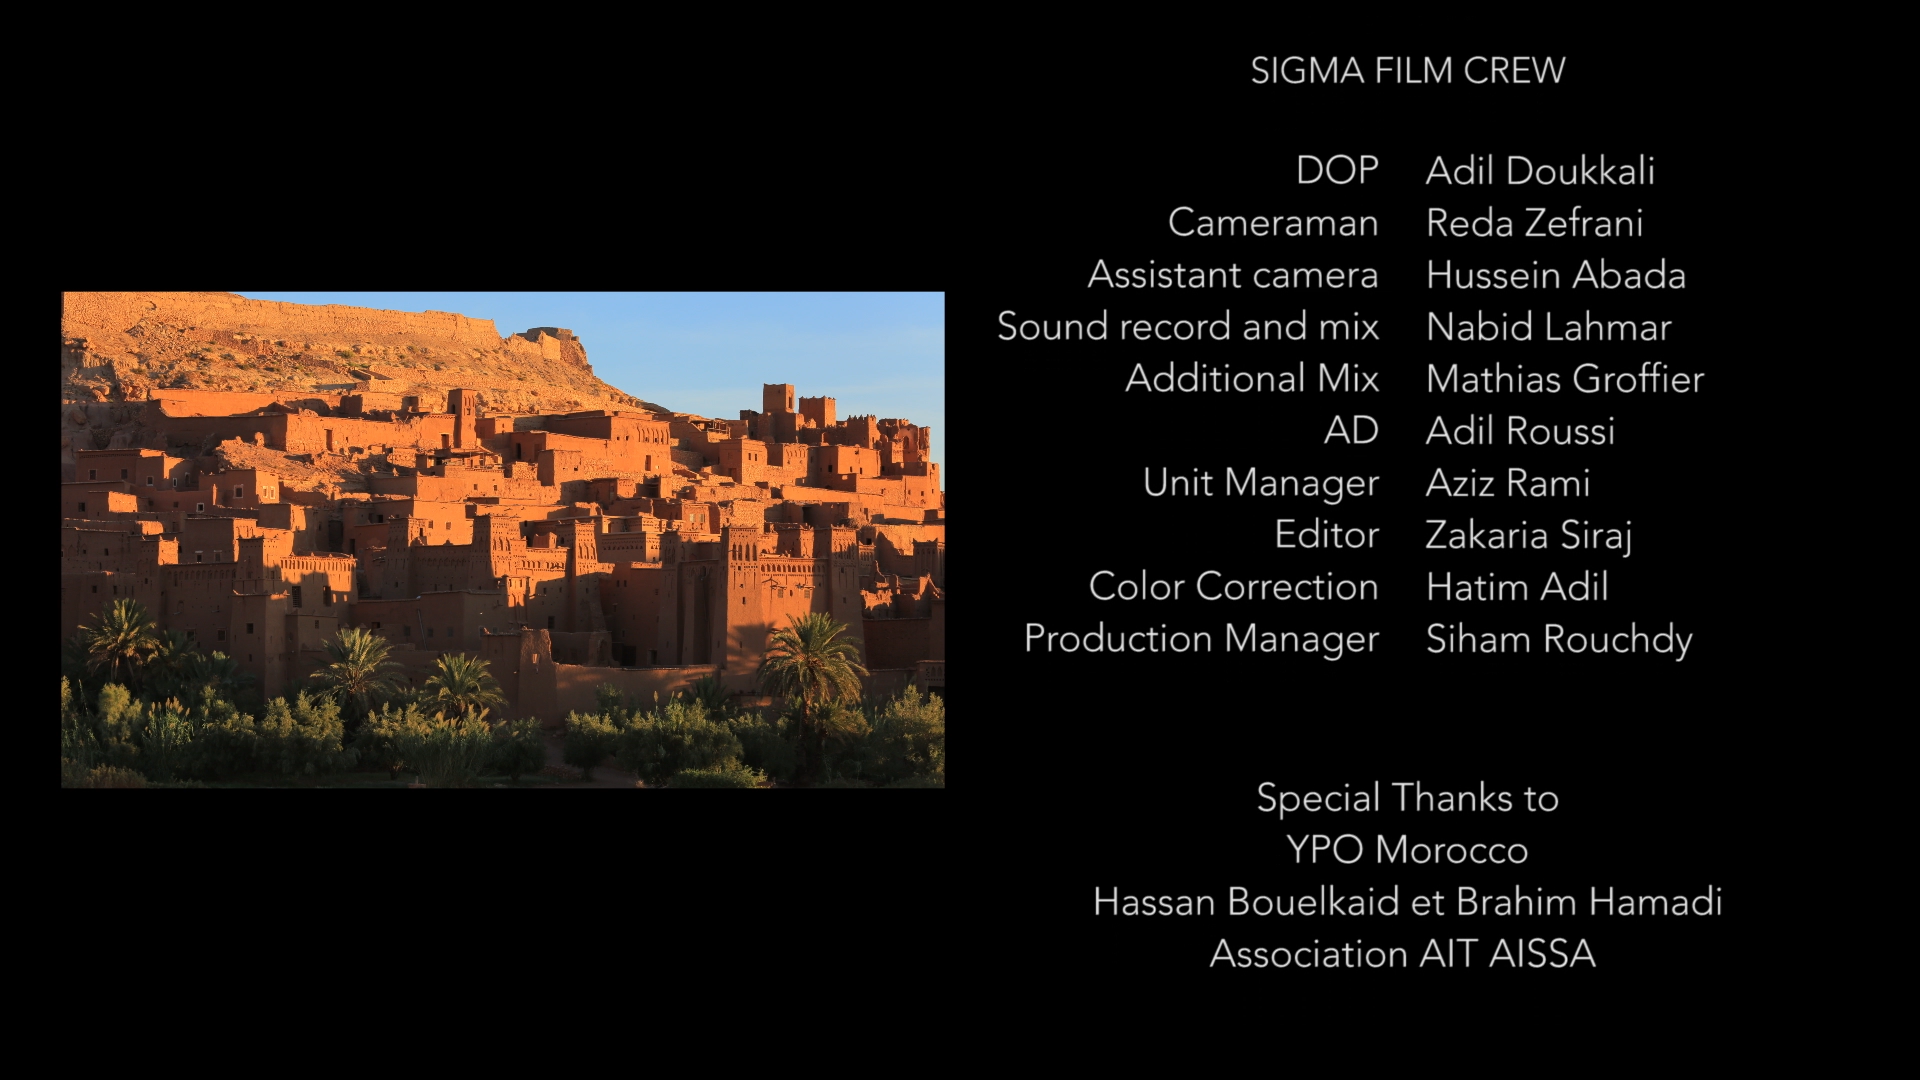 SIGMA FILM CREW
DOP Adil Doukkali
Cameraman Reda Zefrani
Assistant camera Hussein Abada
Sound record and mix Nabid Lahmar
Additional Mix Mathias Groffier
AD Adil Roussi
Unit Manager Aziz Rami
Editor Zakaria Siraj
Color Correction Hatim Adil
Production Manager Siham Rouchdy
Special Thanks to
YPO Morocco
Hassan Bouelkaid et Brahim Hamadi
Association AIT AISSA